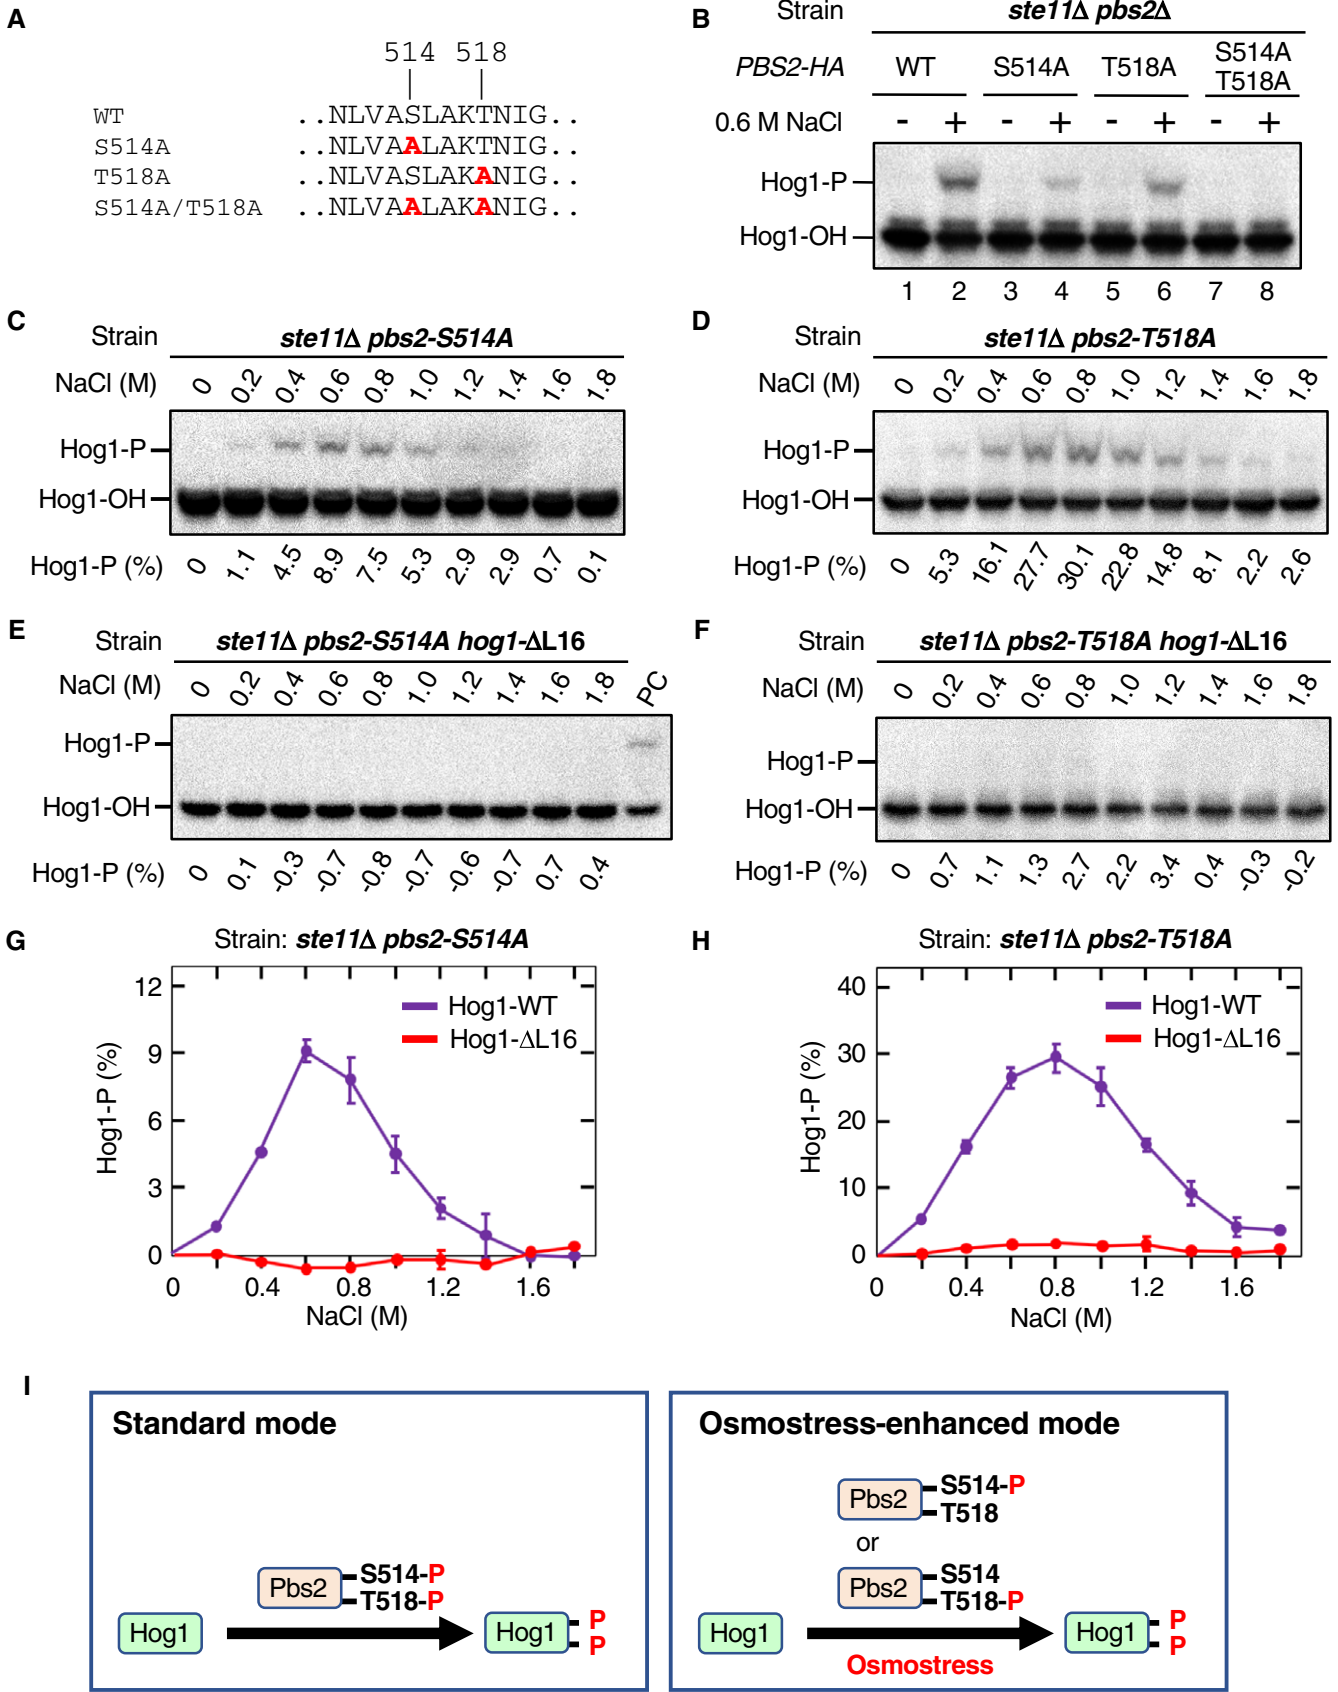 A
514 518
WT ..NLVASLAKTNIG..
S514A ..NLVAALAKTNIG..
T518A ..NLVASLAKANIG..
S514A/T518A ..NLVAALAKANIG..
B
Strain ste11Δ pbs2Δ
PBS2-HA WT S514A T518A S514A T518A
0.6 M NaCl - + - + - + - +
Hog1-P
Hog1-OH
1 2 3 4 5 6 7 8
C
Strain ste11Δ pbs2-S514A
NaCl (M) 0 0.2 0.4 0.6 0.8 1.0 1.2 1.4 1.6 1.8
Hog1-P
Hog1-OH
Hog1-P (%) 0 1.1 4.5 8.9 7.5 5.3 2.9 2.9 0.7 0.1
D
Strain ste11Δ pbs2-T518A
NaCl (M) 0 0.2 0.4 0.6 0.8 1.0 1.2 1.4 1.6 1.8
Hog1-P
Hog1-OH
Hog1-P (%) 0 5.3 16.1 27.7 30.1 22.8 14.8 8.1 2.2 2.6
E
Strain ste11Δ pbs2-S514A hog1-ΔL16
NaCl (M) 0 0.2 0.4 0.6 0.8 1.0 1.2 1.4 1.6 1.8 PC
Hog1-P
Hog1-OH
Hog1-P (%) 0 0.1 -0.3 -0.7 -0.8 -0.7 -0.6 -0.7 0.7 0.4
F
Strain ste11Δ pbs2-T518A hog1-ΔL16
NaCl (M) 0 0.2 0.4 0.6 0.8 1.0 1.2 1.4 1.6 1.8
Hog1-P
Hog1-OH
Hog1-P (%) 0 0.7 1.1 1.3 2.7 2.2 3.4 0.4 -0.3 -0.2
G
Strain: ste11Δ pbs2-S514A
Hog1-P (%)
12
9
6
3
0
Hog1-WT
Hog1-ΔL16
0 0.4 0.8 1.2 1.6
NaCl (M)
H
Strain: ste11Δ pbs2-T518A
Hog1-P (%)
40
30
20
10
0
Hog1-WT
Hog1-ΔL16
0 0.4 0.8 1.2 1.6
NaCl (M)
I
Standard mode
Pbs2 S514-P
T518-P
Hog1 Hog1 P
P
Osmostress-enhanced mode
Pbs2 S514-P
T518
or
Pbs2 S514
T518-P
Hog1 Hog1 P
P
Osmostress